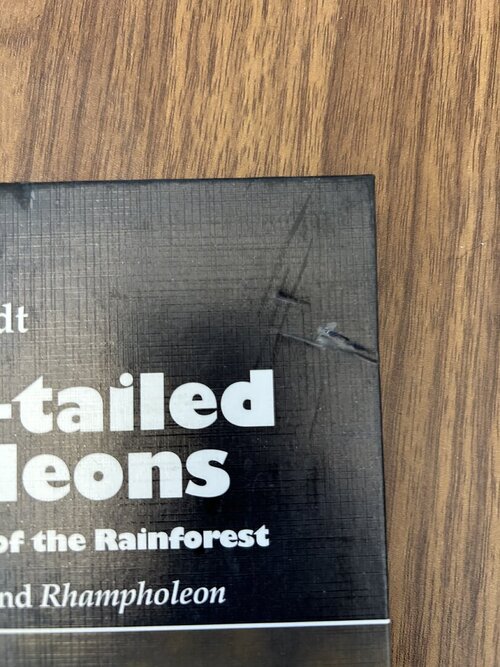 dt
-tailed
leons
of the Rainforest
nd Rhampholeon